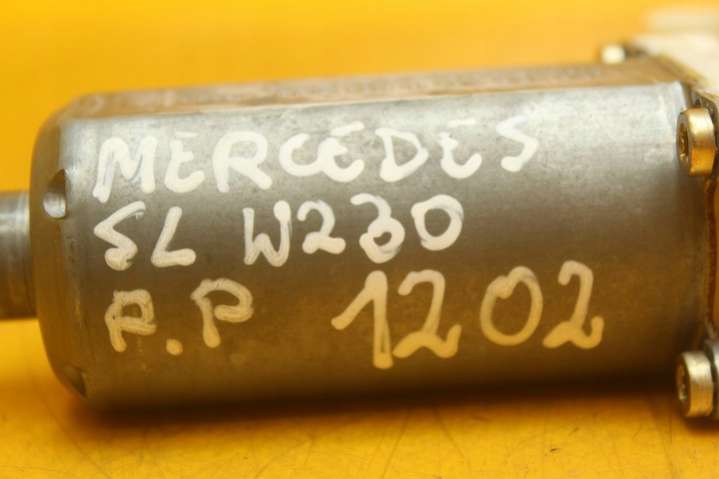 MERCEDES
SL W230
P.P 1202